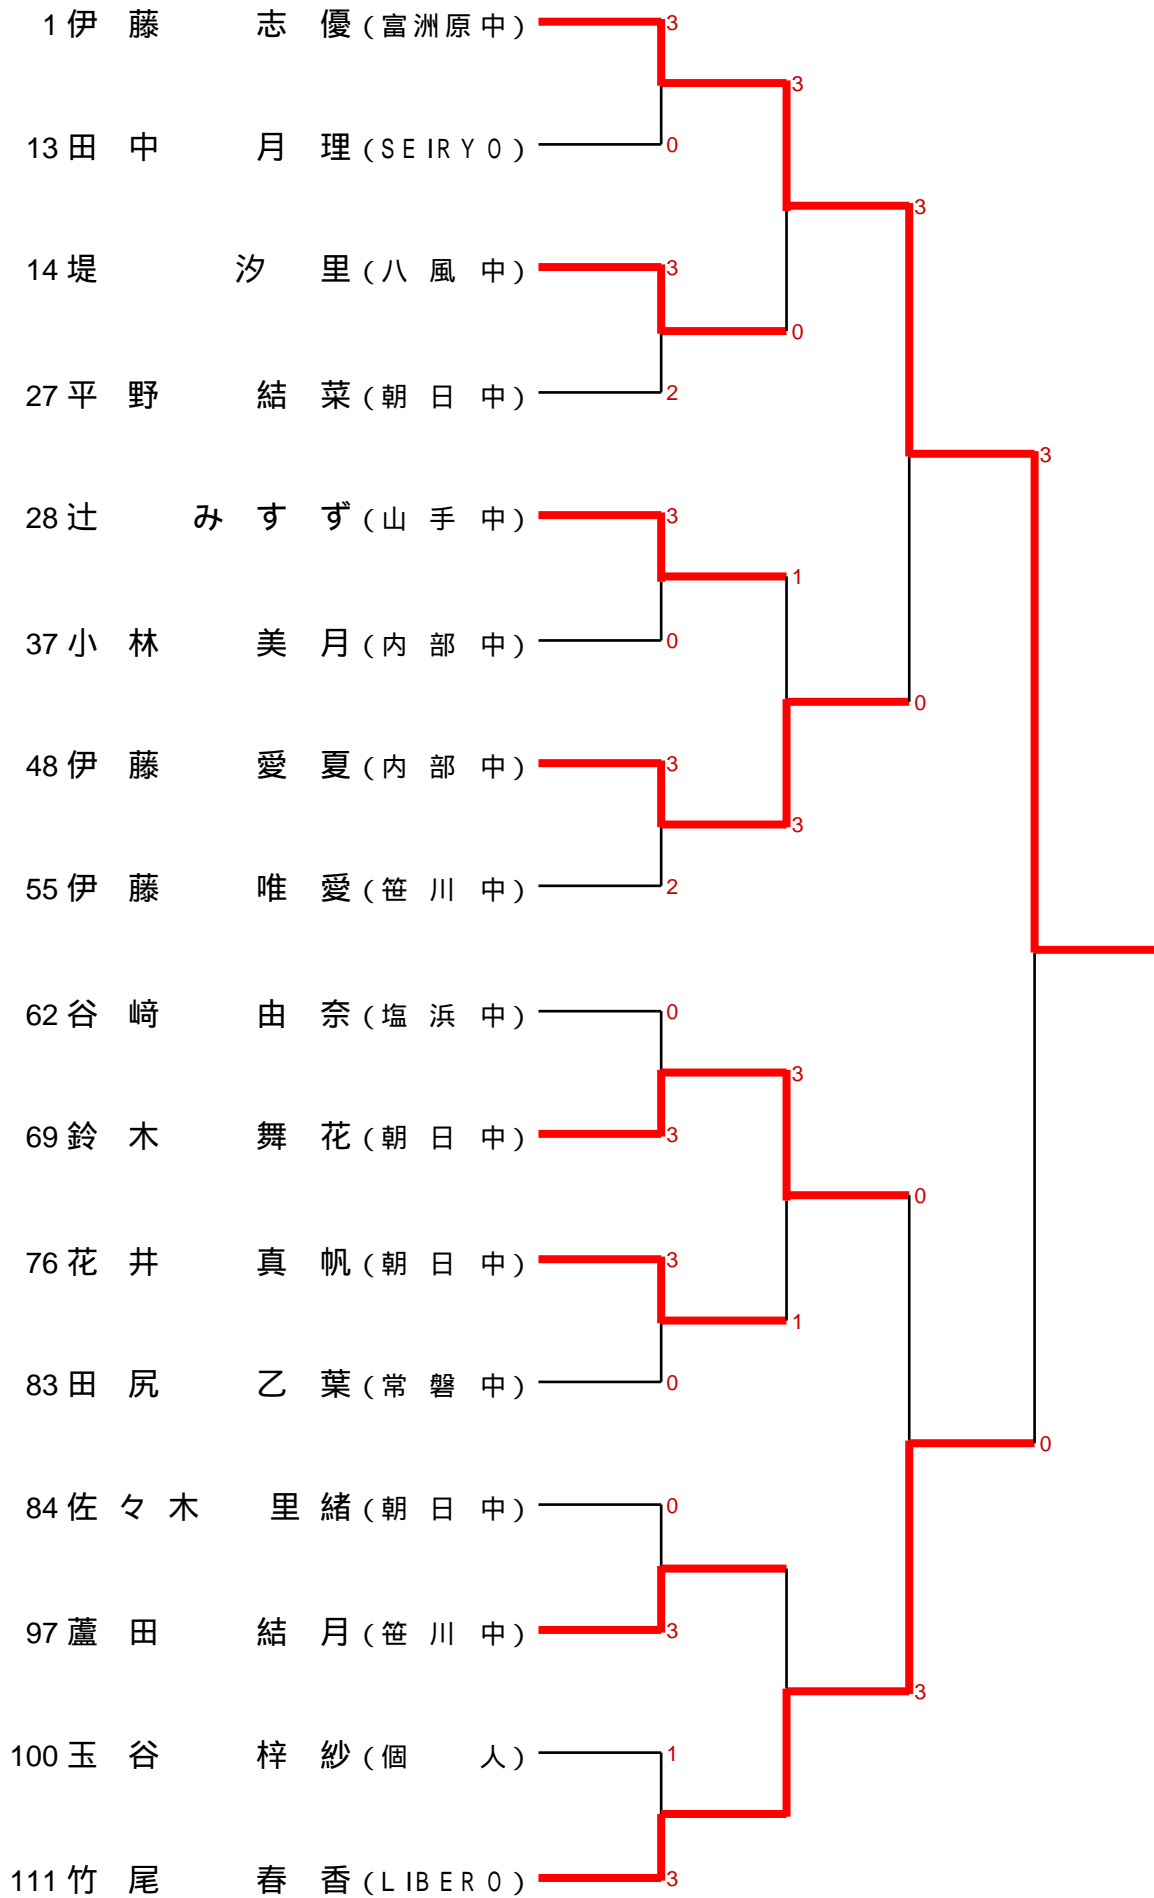 1 伊藤 志優 (富洲原中) 3
3
13 田中 月理 (SEIRYO) 0
3
14 堤 汐里 (八風中) 3
0
27 平野 結菜 (朝日中) 2
3
28 辻 みすず (山手中) 3
1
37 小林 美月 (内部中) 0
0
48 伊藤 愛夏 (内部中) 3
3
55 伊藤 唯愛 (笹川中) 2
62 谷﨑 由奈 (塩浜中) 0
3
69 鈴木 舞花 (朝日中) 3
0
76 花井 真帆 (朝日中) 3
1
83 田尻 乙葉 (常磐中) 0
0
84 佐々木 里緒 (朝日中) 0
97 蘆田 結月 (笹川中) 3
3
100 玉谷 梓紗 (個人) 1
111 竹尾 春香 (LIBERO) 3